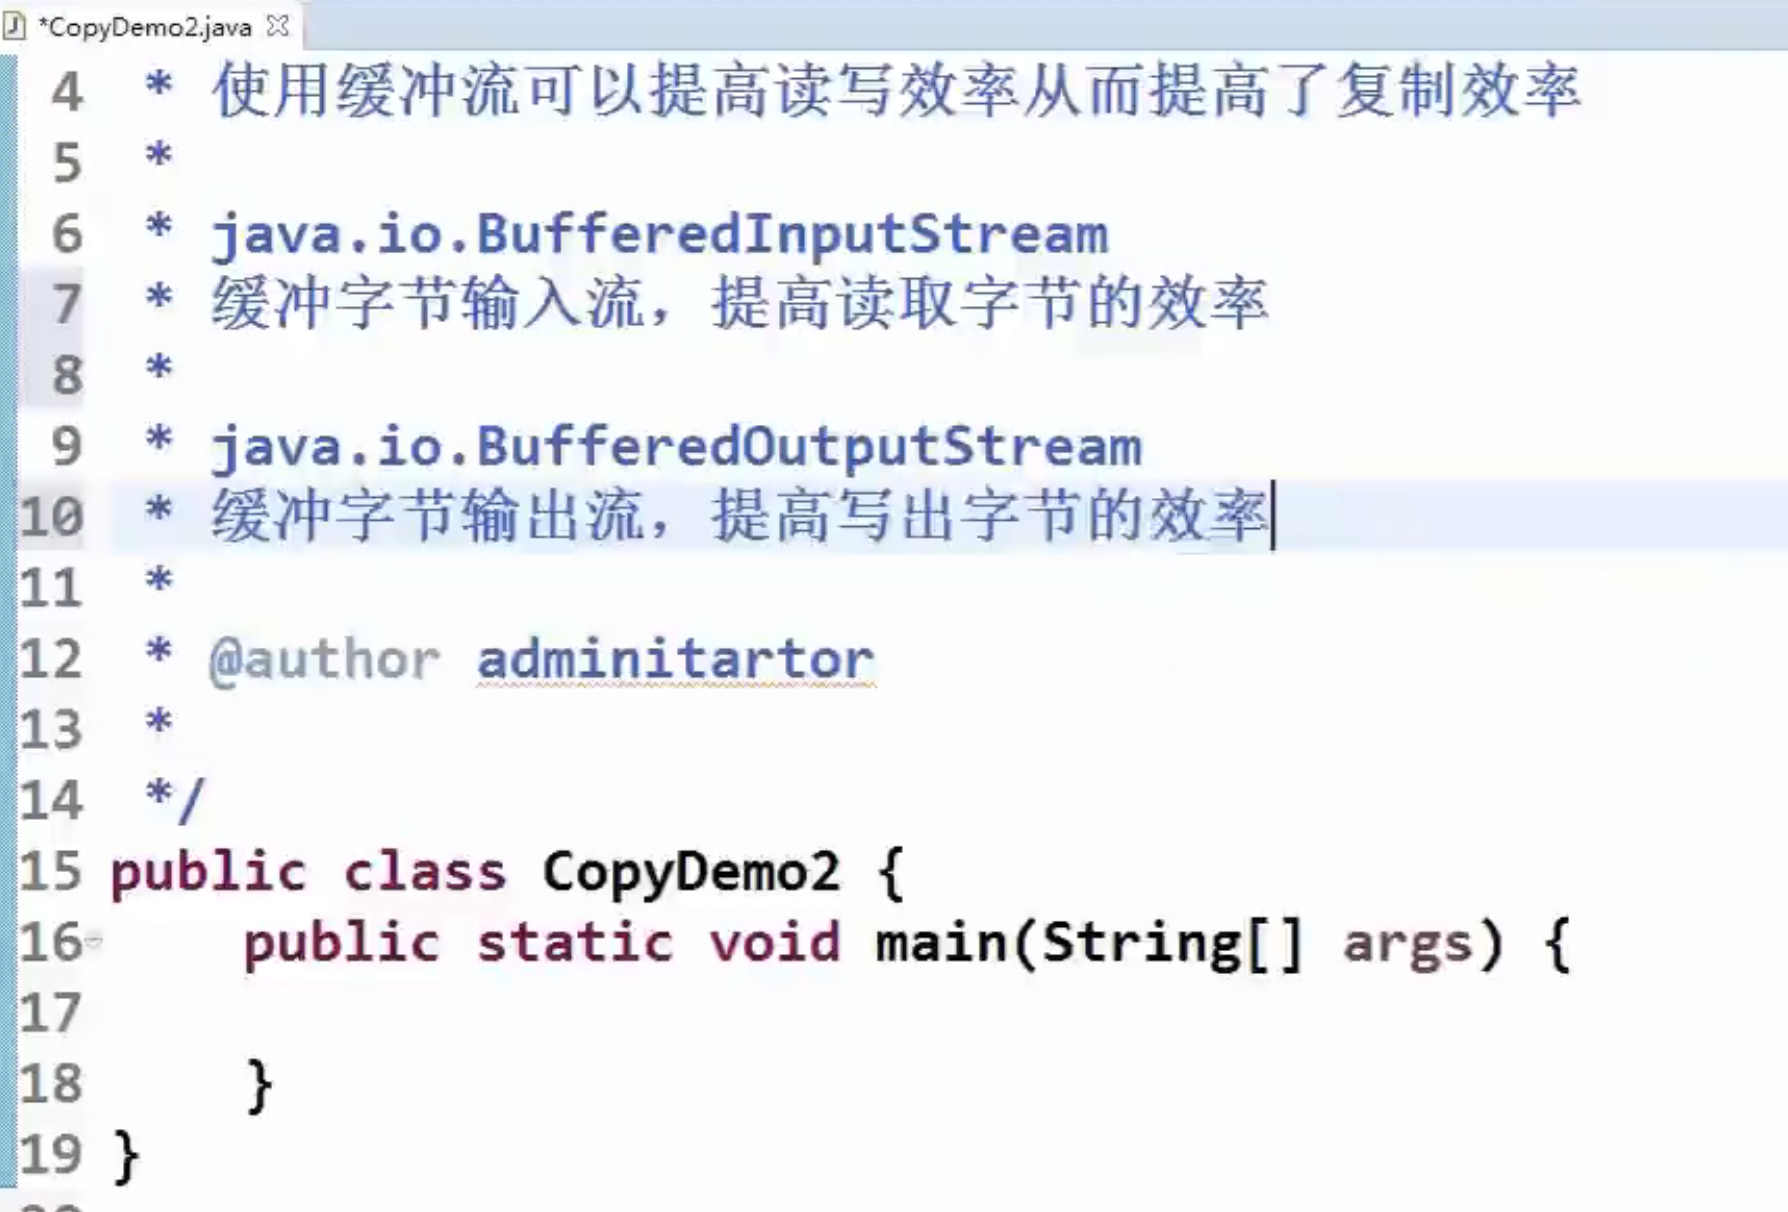 *CopyDemo2.java
4 * 使用缓冲流可以提高读写效率从而提高了复制效率
5 *
6 * java.io.BufferedInputStream
7 * 缓冲字节输入流，提高读取字节的效率
8 *
9 * java.io.BufferedOutputStream
10 * 缓冲字节输出流，提高写出字节的效率
11 *
12 * @author adminitartor
13 *
14 */
15 public class CopyDemo2 {
16 public static void main(String[] args) {
17
18 }
19 }